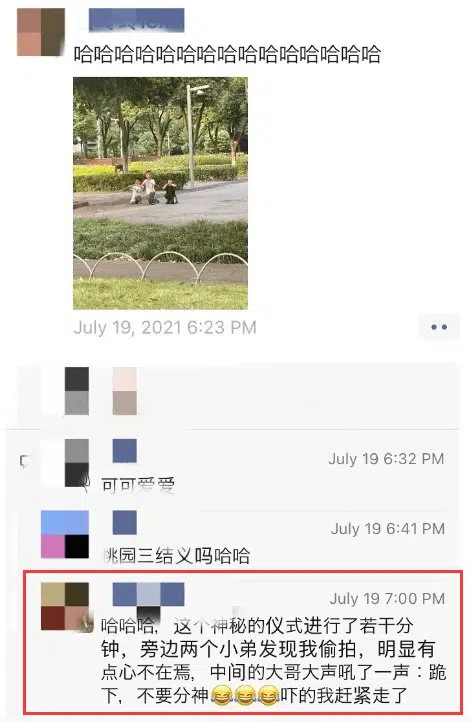 哈哈哈哈哈哈哈哈哈哈哈哈哈哈哈
July 19, 2021 6:23 PM
July 19 6:32 PM
可可爱爱
July 19 6:41 PM
桃园三结义吗哈哈
July 19 7:00 PM
哈哈哈，这个神秘的仪式进行了若干分
钟，旁边两个小弟发现我偷拍，明显有
点心不在焉，中间的大哥大声吼了一声：跪
下，不要分神😂😂😂吓的我赶紧走了